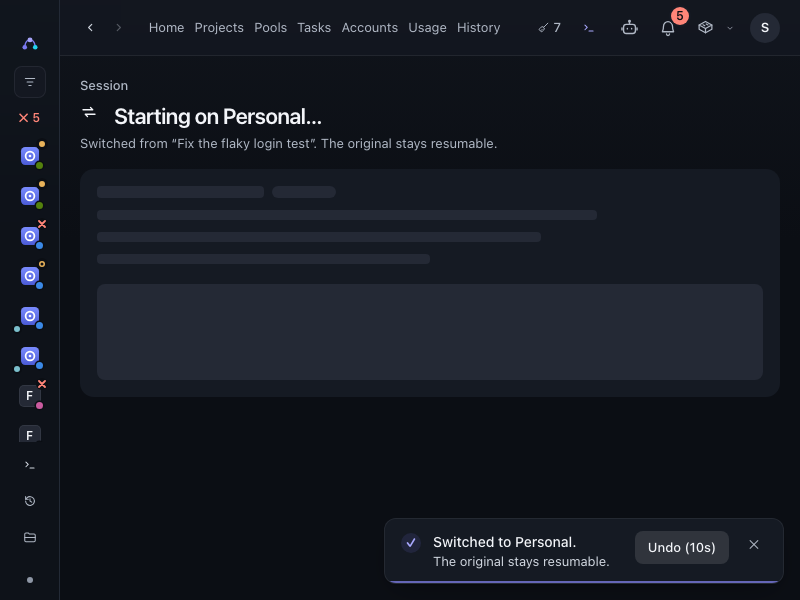 Home Projects Pools Tasks Accounts Usage History 7 5 S
5
F
F
Session
Starting on Personal...
Switched from “Fix the flaky login test”. The original stays resumable.
Switched to Personal.
The original stays resumable.
Undo (10s)